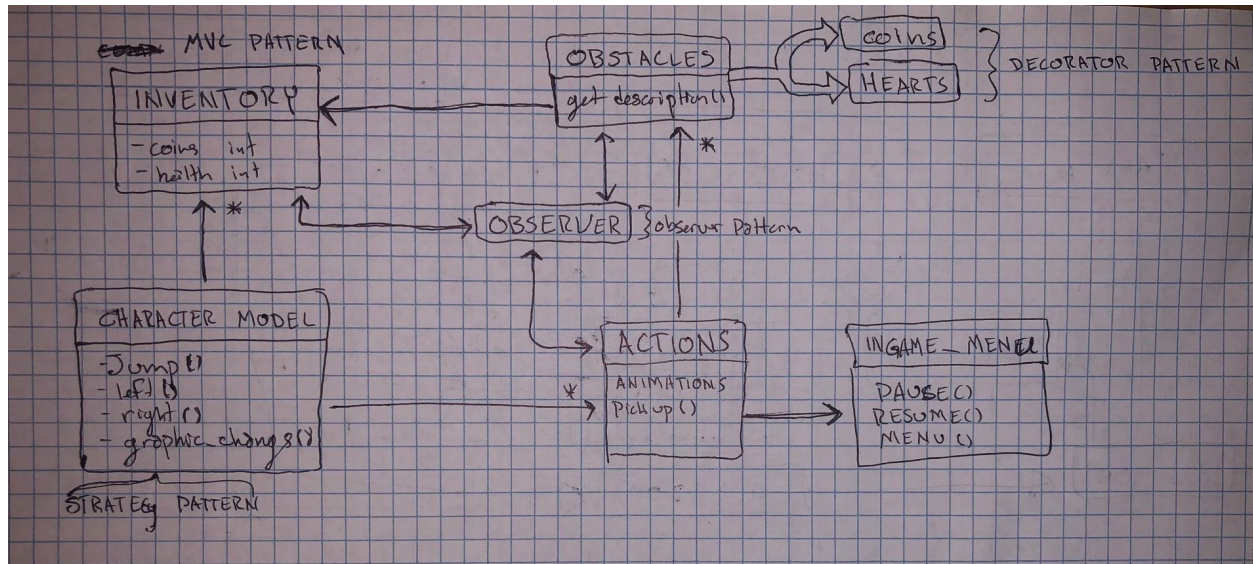 MVC PATTERN
INVENTORY
- coins int
- health int
OBSTACLES
get description()
coins
HEARTS
DECORATOR PATTERN
*
*
OBSERVER
observer Pattern
CHARACTER MODEL
- Jump()
- left()
- right()
- graphic_changs()
STRATEGY PATTERN
*
ACTIONS
ANIMATIONS
Pick up()
INGAME_MENU
PAUSE()
RESUME()
MENU()